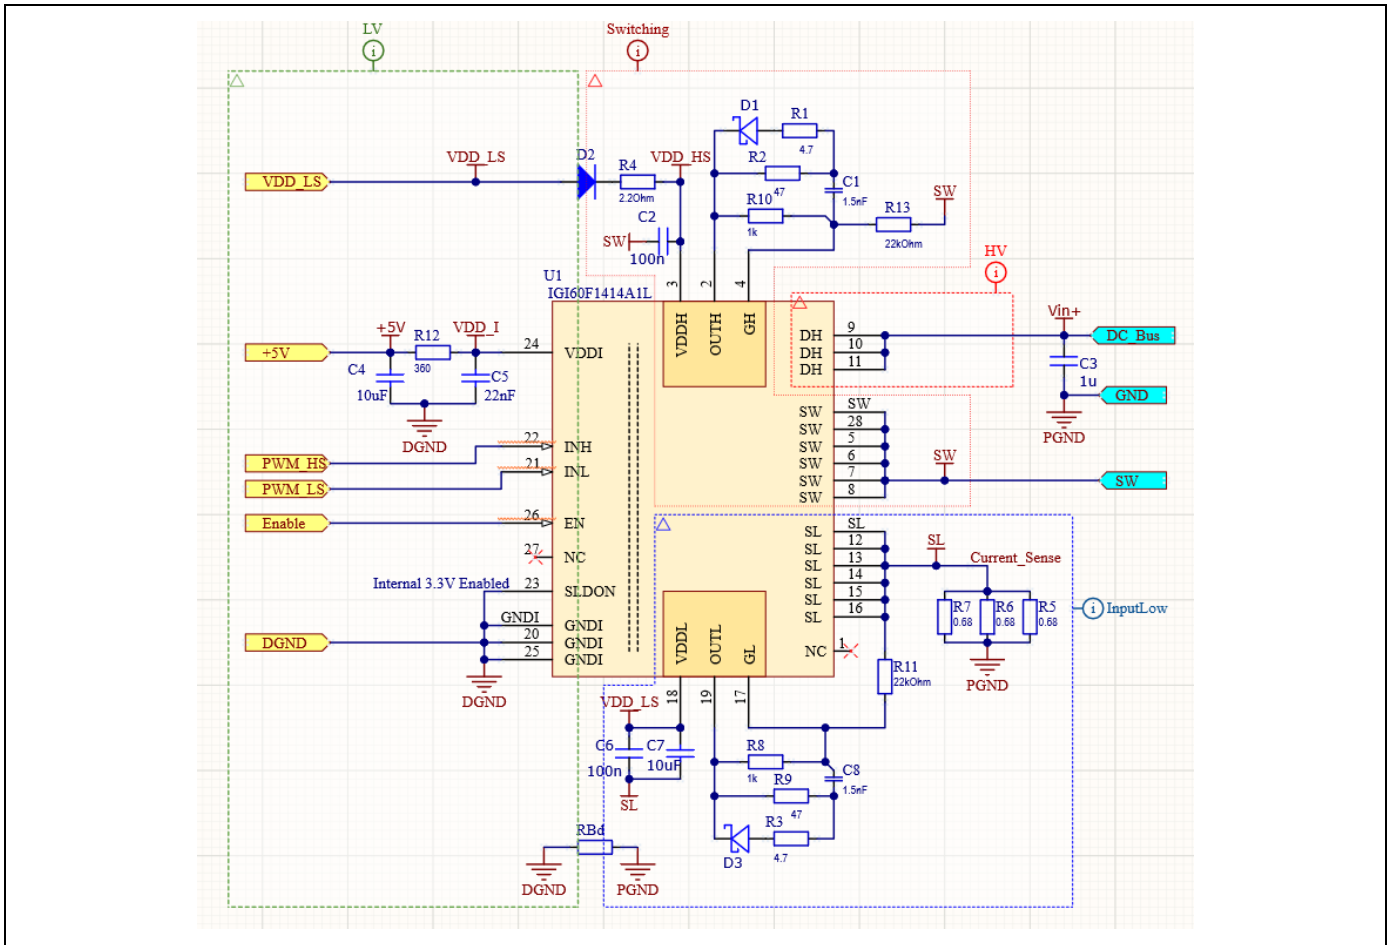 LV
Switching
D1
R1
4.7
D2
VDD_LS
VDD_HS
R2
47
VDD_LS
R4
2.2Ohm
C1
1.5nF
SW
R10
1k
R13
22kOhm
C2
SW
100n
HV
U1
IGI60F1414A1L
3
2
4
VDDH
OUTH
GH
+5V
R12
VDD_I
Vin+
+5V
360
24
VDDI
DH
9
DC_Bus
DH
10
DH
11
C4
10uF
C5
22nF
C3
1u
GND
DGND
PGND
SW
SW
SW
28
SW
5
SW
6
SW
7
SW
8
SW
SW
22
INH
PWM_HS
21
INL
PWM_LS
26
EN
Enable
27
NC
Internal 3.3V Enabled
23
SLDON
GNDI
GNDI
20
GNDI
25
GNDI
DGND
DGND
SL
SL
SL
12
SL
13
SL
14
SL
15
SL
16
NC
1
SL
Current_Sense
R7
0.68
R6
0.68
R5
0.68
InputLow
PGND
R11
22kOhm
VDDL
OUTL
GL
18
19
17
VDD_LS
C6
100n
C7
10uF
SL
R8
1k
C8
1.5nF
R9
47
R3
4.7
D3
RBd
DGND
PGND